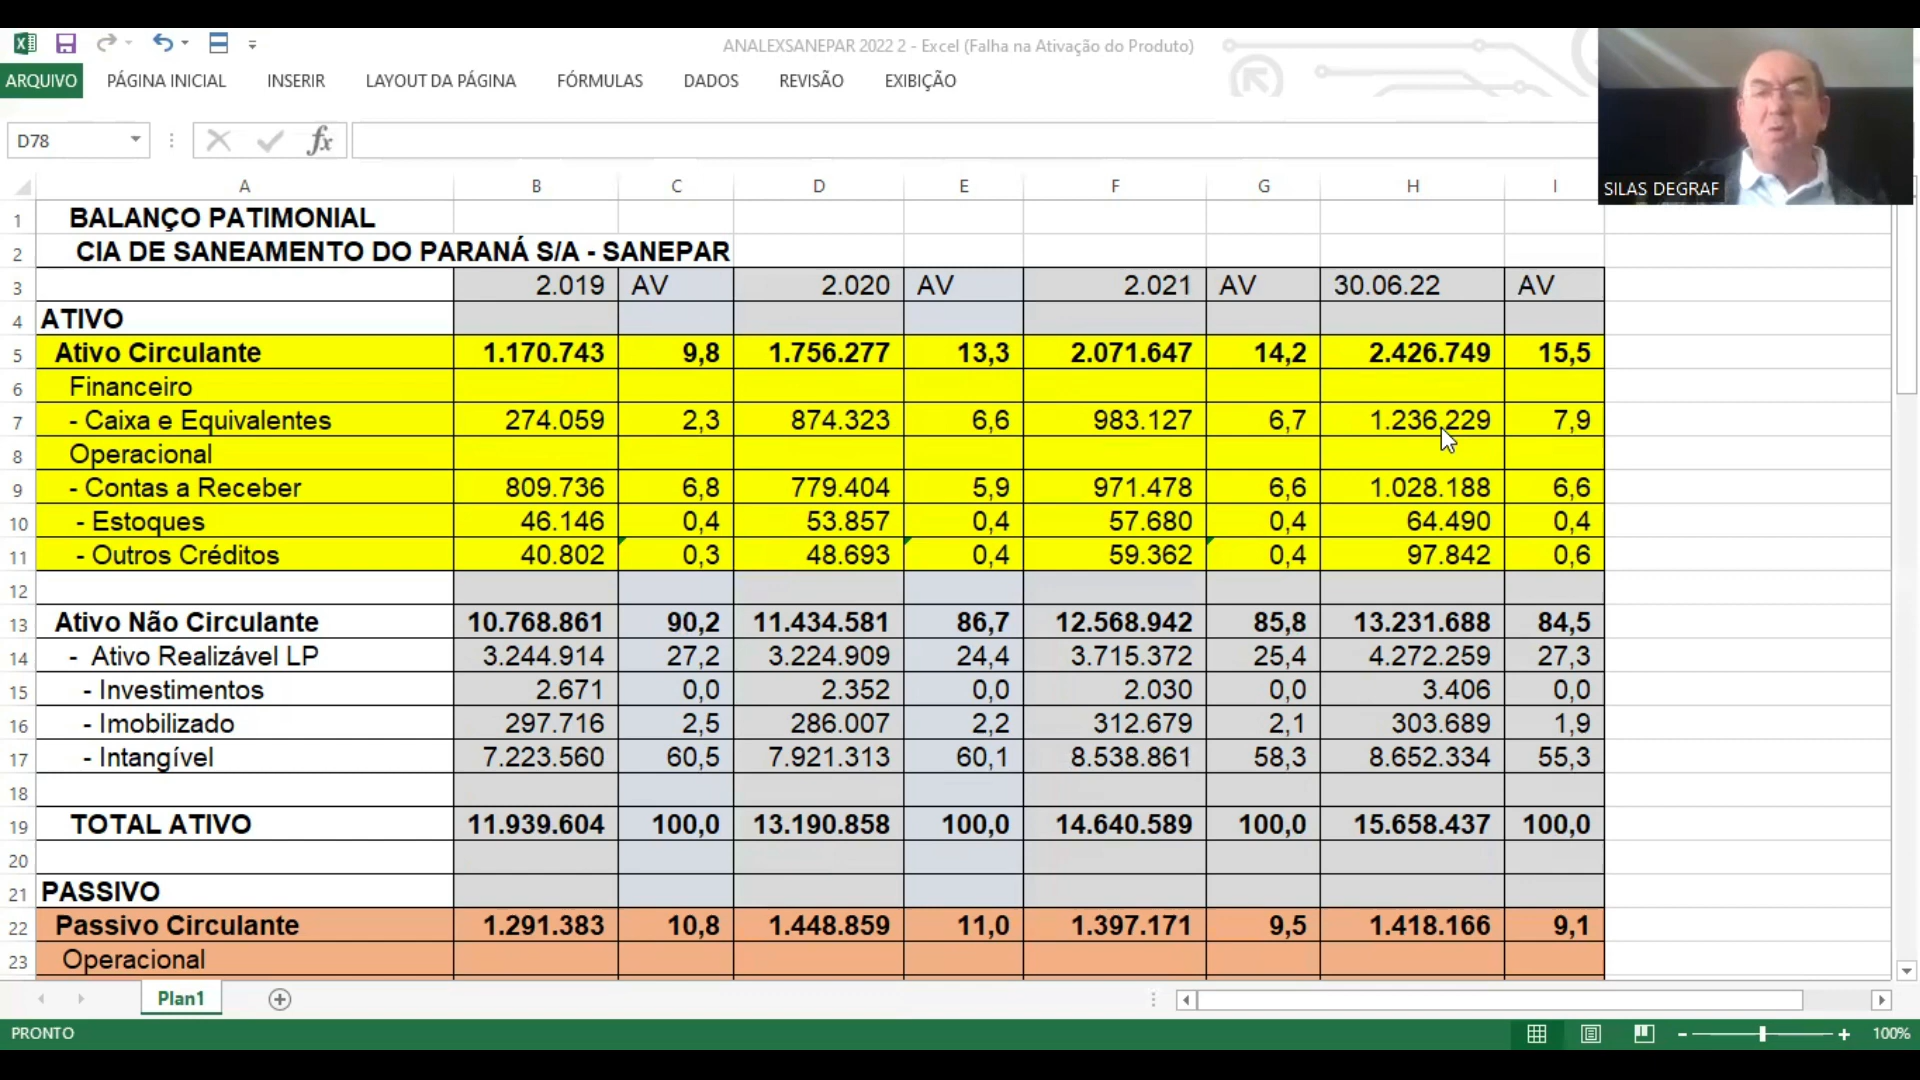 ANALEXSANEPAR 2022 2 - Excel (Falha na Ativação do Produto)
ARQUIVO PÁGINA INICIAL INSERIR LAYOUT DA PÁGINA FÓRMULAS DADOS REVISÃO EXIBIÇÃO
SILAS DEGRAF
D78 fx
A B C D E F G H I
1 BALANÇO PATIMONIAL
2 CIA DE SANEAMENTO DO PARANÁ S/A - SANEPAR
3 2.019 AV 2.020 AV 2.021 AV 30.06.22 AV
4 ATIVO
5 Ativo Circulante 1.170.743 9,8 1.756.277 13,3 2.071.647 14,2 2.426.749 15,5
6 Financeiro
7 - Caixa e Equivalentes 274.059 2,3 874.323 6,6 983.127 6,7 1.236.229 7,9
8 Operacional
9 - Contas a Receber 809.736 6,8 779.404 5,9 971.478 6,6 1.028.188 6,6
10 - Estoques 46.146 0,4 53.857 0,4 57.680 0,4 64.490 0,4
11 - Outros Créditos 40.802 0,3 48.693 0,4 59.362 0,4 97.842 0,6
12
13 Ativo Não Circulante 10.768.861 90,2 11.434.581 86,7 12.568.942 85,8 13.231.688 84,5
14 - Ativo Realizável LP 3.244.914 27,2 3.224.909 24,4 3.715.372 25,4 4.272.259 27,3
15 - Investimentos 2.671 0,0 2.352 0,0 2.030 0,0 3.406 0,0
16 - Imobilizado 297.716 2,5 286.007 2,2 312.679 2,1 303.689 1,9
17 - Intangível 7.223.560 60,5 7.921.313 60,1 8.538.861 58,3 8.652.334 55,3
18
19 TOTAL ATIVO 11.939.604 100,0 13.190.858 100,0 14.640.589 100,0 15.658.437 100,0
20
21 PASSIVO
22 Passivo Circulante 1.291.383 10,8 1.448.859 11,0 1.397.171 9,5 1.418.166 9,1
23 Operacional
Plan1
PRONTO 100%